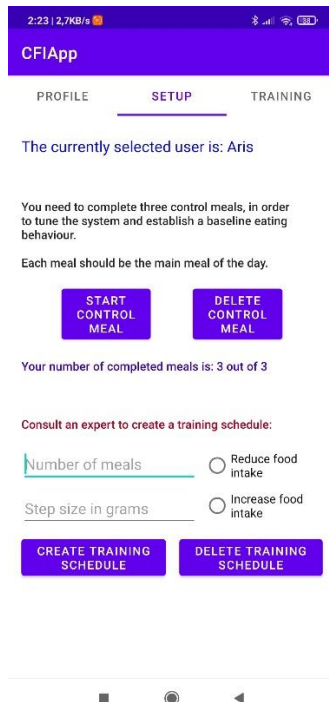 2:23 | 2,7KB/s
38
CFIApp
PROFILE SETUP TRAINING
The currently selected user is: Aris
You need to complete three control meals, in order
to tune the system and establish a baseline eating
behaviour.
Each meal should be the main meal of the day.
START
CONTROL
MEAL
DELETE
CONTROL
MEAL
Your number of completed meals is: 3 out of 3
Consult an expert to create a training schedule:
Number of meals
Reduce food
intake
Step size in grams
Increase food
intake
CREATE TRAINING
SCHEDULE
DELETE TRAINING
SCHEDULE